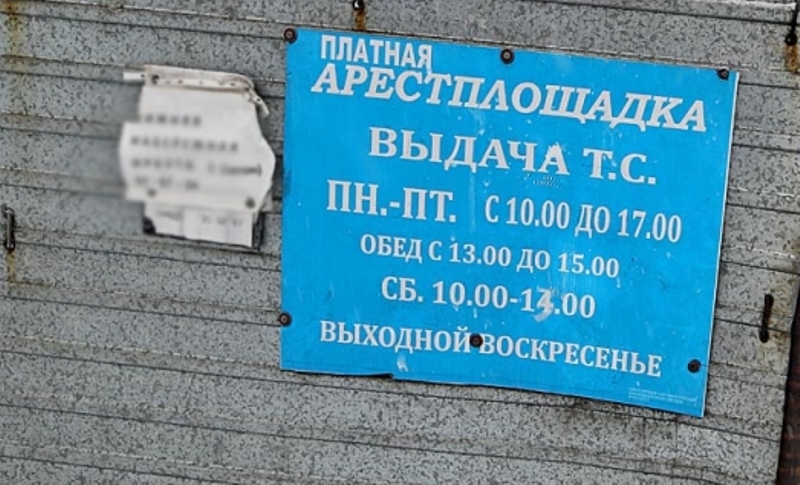 ПЛАТНАЯ
АРЕСТПЛОЩАДКА
ВЫДАЧА Т.С.
ПН.-ПТ. С 10.00 ДО 17.00
ОБЕД С 13.00 ДО 15.00
СБ. 10.00-14.00
ВЫХОДНОЙ ВОСКРЕСЕНЬЕ